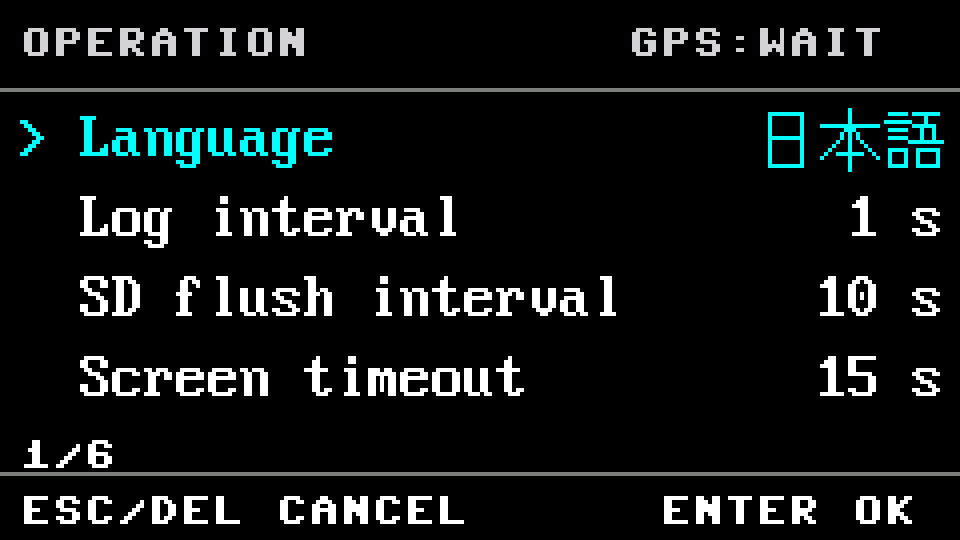 OPERATION GPS:WAIT
> Language 日本語
Log interval 1 s
SD flush interval 10 s
Screen timeout 15 s
1/6
ESC/DEL CANCEL ENTER OK